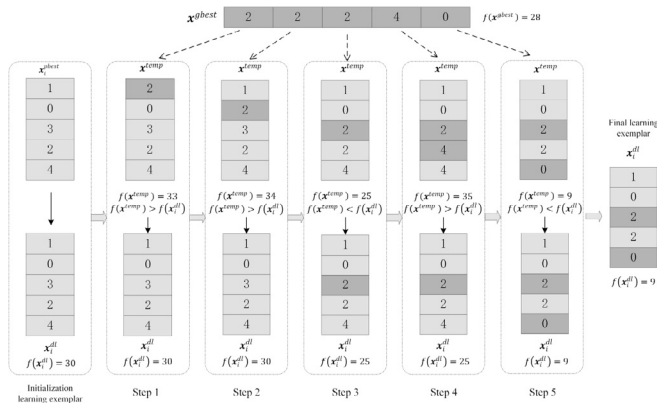 x^gbest 2 2 2 4 0 f(x^gbest) = 28
x_i^pbest x^temp x^temp x^temp x^temp x^temp
1 2 1 1 1 1
0 0 2 0 0 0
3 3 3 2 2 2
2 2 2 2 4 2
4 4 4 4 4 0
f(x^temp) = 33 f(x^temp) = 34 f(x^temp) = 25 f(x^temp) = 35 f(x^temp) = 9
f(x^temp) > f(x_i^dl) f(x^temp) > f(x_i^dl) f(x^temp) < f(x_i^dl) f(x^temp) > f(x_i^dl) f(x^temp) < f(x_i^dl)
1 1 1 1 1 1
0 0 0 0 0 0
3 3 3 2 2 2
2 2 2 2 2 2
4 4 4 4 4 0
x_i^dl x_i^dl x_i^dl x_i^dl x_i^dl x_i^dl
f(x_i^dl) = 30 f(x_i^dl) = 30 f(x_i^dl) = 30 f(x_i^dl) = 25 f(x_i^dl) = 25 f(x_i^dl) = 9
Initialization
learning exemplar
Step 1 Step 2 Step 3 Step 4 Step 5
Final learning
exemplar
x_i^dl
1
0
2
2
0
f(x_i^dl) = 9